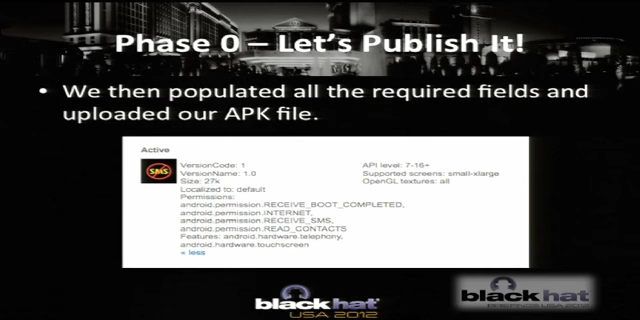 Phase 0 – Let's Publish It!
• We then populated all the required fields and
uploaded our APK file.
Active
SMS
VersionCode: 1
VersionName: 1.0
Size: 27k
Localized to: default
Permissions:
android.permission.RECEIVE_BOOT_COMPLETED,
android.permission.INTERNET,
android.permission.RECEIVE_SMS,
android.permission.READ_CONTACTS
Features: android.hardware.telephony,
android.hardware.touchscreen
« less
API level: 7-16+
Supported screens: small-xlarge
OpenGL textures: all
black hat®
USA 2012
black hat
USA 2012